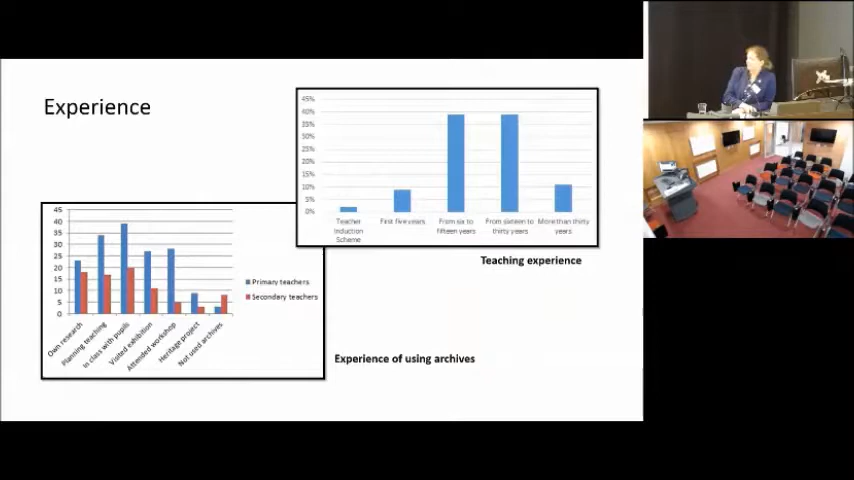 Experience
45%
40%
35%
30%
25%
20%
15%
10%
5%
0%
Teacher Induction Scheme
First five years
From six to fifteen years
From sixteen to thirty years
More than thirty years
Teaching experience
45
40
35
30
25
20
15
10
5
0
Own research
Planning teaching
In class with pupils
Visited exhibition
Attended workshop
Heritage project
Not used archives
Primary teachers
Secondary teachers
Experience of using archives